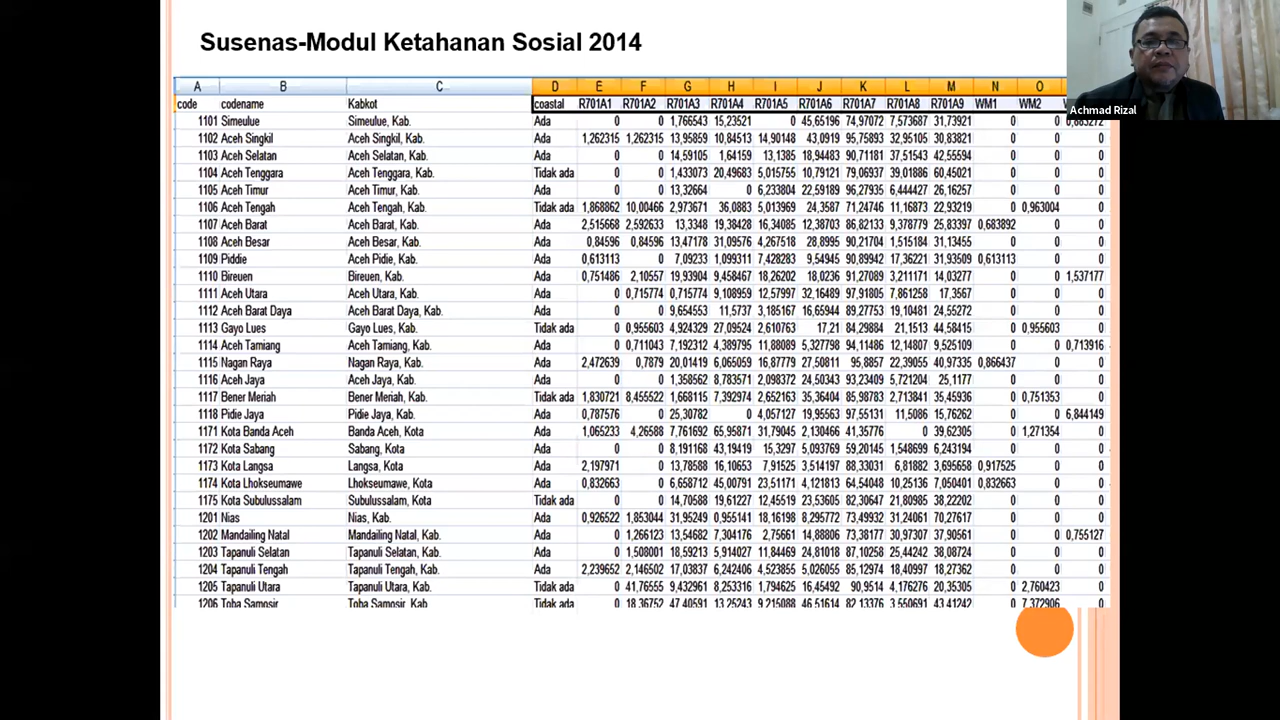 Susenas-Modul Ketahanan Sosial 2014
Achmad Rizal
A B C D E F G H I J K L M N O
code codename Kabkot coastal R701A1 R701A2 R701A3 R701A4 R701A5 R701A6 R701A7 R701A8 R701A9 WM1 WM2
1101 Simeulue Simeulue, Kab. Ada 0 0 1,766543 15,23521 0 45,65196 74,97072 7,573687 31,73921 0 0
1102 Aceh Singkil Aceh Singkil, Kab. Ada 1,262315 1,262315 13,95859 10,84513 14,90148 43,0919 95,75893 32,95105 30,83821 0 0 0
1103 Aceh Selatan Aceh Selatan, Kab. Ada 0 0 14,59105 1,64159 13,1385 18,94483 90,71181 37,51543 42,55594 0 0 0
1104 Aceh Tenggara Aceh Tenggara, Kab. Tidak ada 0 0 1,433073 20,49683 5,015755 10,79121 79,06937 39,01886 60,45021 0 0 0
1105 Aceh Timur Aceh Timur, Kab. Ada 0 0 13,32664 0 6,233804 22,59189 96,27935 6,444427 26,16257 0 0 0
1106 Aceh Tengah Aceh Tengah, Kab. Tidak ada 1,868862 10,00466 2,973671 36,0883 5,013969 24,3587 71,24746 11,16873 22,93219 0 0,963004 0
1107 Aceh Barat Aceh Barat, Kab. Ada 2,515668 2,592633 13,3348 19,38428 16,34085 12,38703 86,82133 9,378779 25,83397 0,683892 0 0
1108 Aceh Besar Aceh Besar, Kab. Ada 0,84596 0,84596 13,47178 31,09576 4,267518 28,8995 90,21704 1,515184 31,13455 0 0 0
1109 Piddie Aceh Pidie, Kab. Ada 0,613113 0 7,09233 1,099311 7,428283 9,54945 90,89942 17,36221 31,93509 0,613113 0 0
1110 Bireuen Bireuen, Kab. Ada 0,751486 2,10557 19,93904 9,458467 18,26202 18,0236 91,27089 3,211171 14,03277 0 0 1,537177
1111 Aceh Utara Aceh Utara, Kab. Ada 0 0,715774 0,715774 9,108959 12,57997 32,16489 97,91805 7,861258 17,3567 0 0 0
1112 Aceh Barat Daya Aceh Barat Daya, Kab. Ada 0 0 9,654553 11,5737 3,185167 16,65944 89,27753 19,10481 24,55272 0 0 0
1113 Gayo Lues Gayo Lues, Kab. Tidak ada 0 0,955603 4,924329 27,09524 2,610763 17,21 84,29884 21,1513 44,58415 0 0,955603 0
1114 Aceh Tamiang Aceh Tamiang, Kab. Ada 0 0,711043 7,192312 4,389795 11,88089 5,327798 94,11486 12,14807 9,525109 0 0 0,713916
1115 Nagan Raya Nagan Raya, Kab. Ada 2,472639 0,7879 20,01419 6,065059 16,87779 27,50811 95,8857 22,39055 40,97335 0,866437 0 0
1116 Aceh Jaya Aceh Jaya, Kab. Ada 0 0 1,358562 8,783571 2,098372 24,50343 93,23409 5,721204 25,1177 0 0 0
1117 Bener Meriah Bener Meriah, Kab. Tidak ada 1,830721 8,455522 1,668115 7,392974 2,652163 35,36404 85,98783 2,713841 35,45936 0 0,751353 0
1118 Pidie Jaya Pidie Jaya, Kab. Ada 0,787576 0 25,30782 0 4,057127 19,95563 97,55131 11,5086 15,76262 0 0 6,844149
1171 Kota Banda Aceh Banda Aceh, Kota Ada 1,065233 4,26588 7,761692 65,95871 31,79045 2,130466 41,35776 0 39,62305 0 1,271354 0
1172 Kota Sabang Sabang, Kota Ada 0 0 8,191168 43,19419 15,3297 5,093769 59,20145 1,548699 6,243194 0 0 0
1173 Kota Langsa Langsa, Kota Ada 2,197971 0 13,78588 16,10653 7,91525 3,514197 88,33031 6,81882 3,695658 0,917525 0 0
1174 Kota Lhokseumawe Lhokseumawe, Kota Ada 0,832663 0 6,658712 45,00791 23,51171 4,121813 64,54048 10,25136 7,050401 0,832663 0 0
1175 Kota Subulussalam Subulussalam, Kota Tidak ada 0 0 14,70588 19,61227 12,45519 23,53605 82,30647 21,80985 38,22202 0 0 0
1201 Nias Nias, Kab. Ada 0,926522 1,853044 31,95249 0,955141 18,16198 8,295772 73,49932 31,24061 70,27617 0 0 0
1202 Mandailing Natal Mandailing Natal, Kab. Ada 0 1,266123 13,54682 7,304176 2,75661 14,88806 73,38177 30,97307 37,90561 0 0 0,755127
1203 Tapanuli Selatan Tapanuli Selatan, Kab. Ada 0 1,508001 18,59213 5,914027 11,84469 24,81018 87,10258 25,44242 38,08724 0 0 0
1204 Tapanuli Tengah Tapanuli Tengah, Kab. Ada 2,239652 2,146502 17,03837 6,242406 4,523855 5,026055 85,12974 18,40997 18,27362 0 0 0
1205 Tapanuli Utara Tapanuli Utara, Kab. Tidak ada 0 41,76555 9,432961 8,253316 1,794625 16,45492 90,9514 4,176276 20,35305 0 2,760423 0
1206 Toba Samosir Toba Samosir, Kab Tidak ada 0 18,36752 47,40591 13,25243 9,215088 46,51614 82,13376 3,550691 43,41242 0 7,372906 0